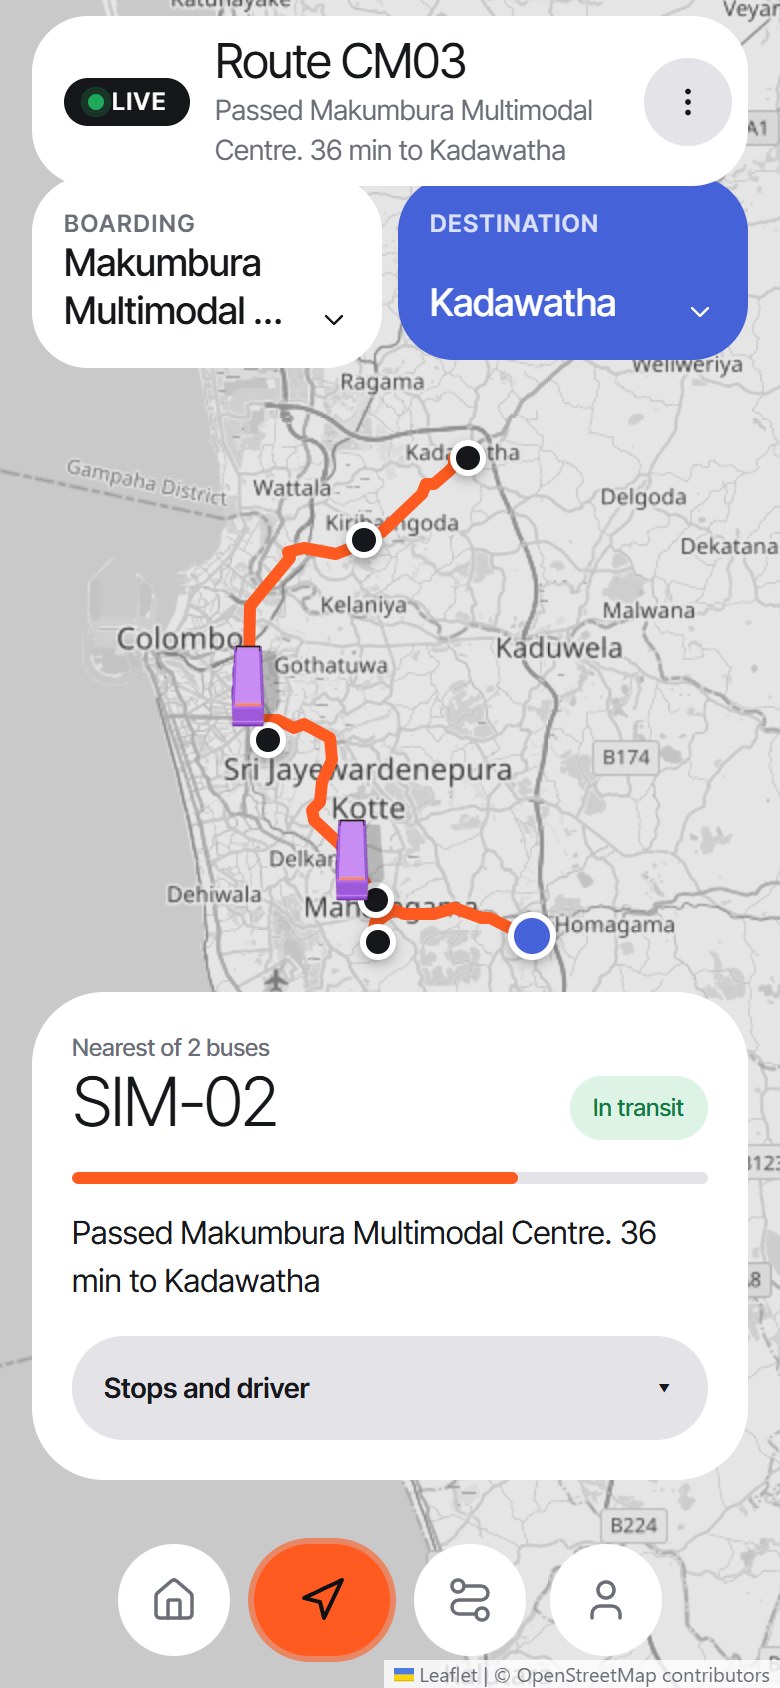 LIVE
Route CM03
Passed Makumbura Multimodal
Centre. 36 min to Kadawatha
A1
BOARDING
Makumbura
Multimodal ...
DESTINATION
Kadawatha
Weliweriya
Ragama
Gampaha District
Wattala
Delgoda
Dekatana
Kelaniya
Malwana
Colombo
Kaduwela
Gothatuwa
B174
Sri Jayewardenepura
Kotte
Dehiwala
Homagama
Nearest of 2 buses
SIM-02
In transit
Passed Makumbura Multimodal Centre. 36
min to Kadawatha
Stops and driver
B224
Leaflet | © OpenStreetMap contributors